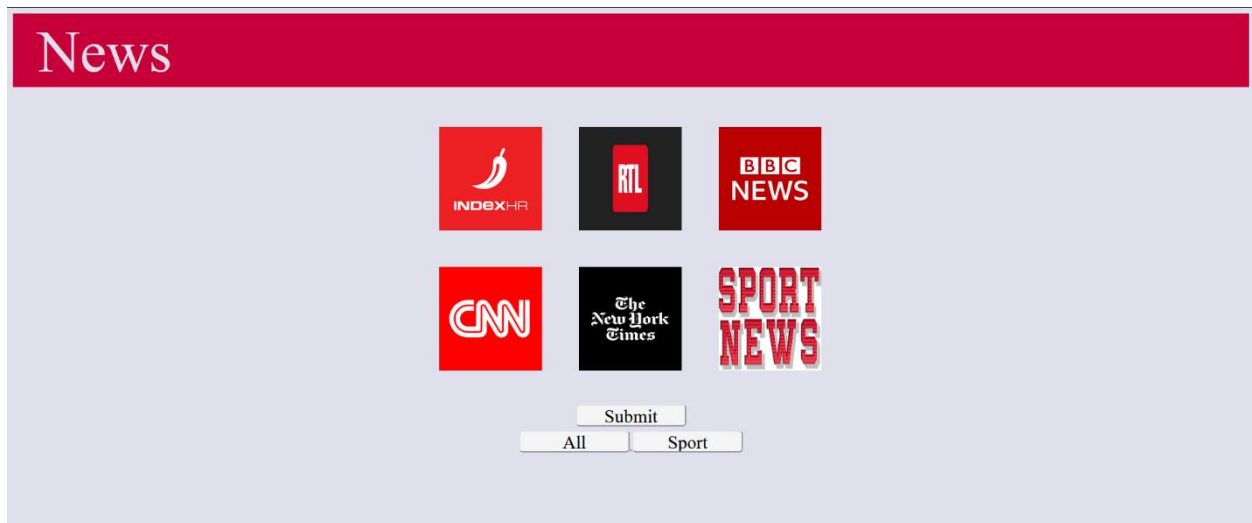 News
INDEXHR
RTL
BBC
NEWS
CNN
The
New York
Times
SPORT
NEWS
Submit
All
Sport